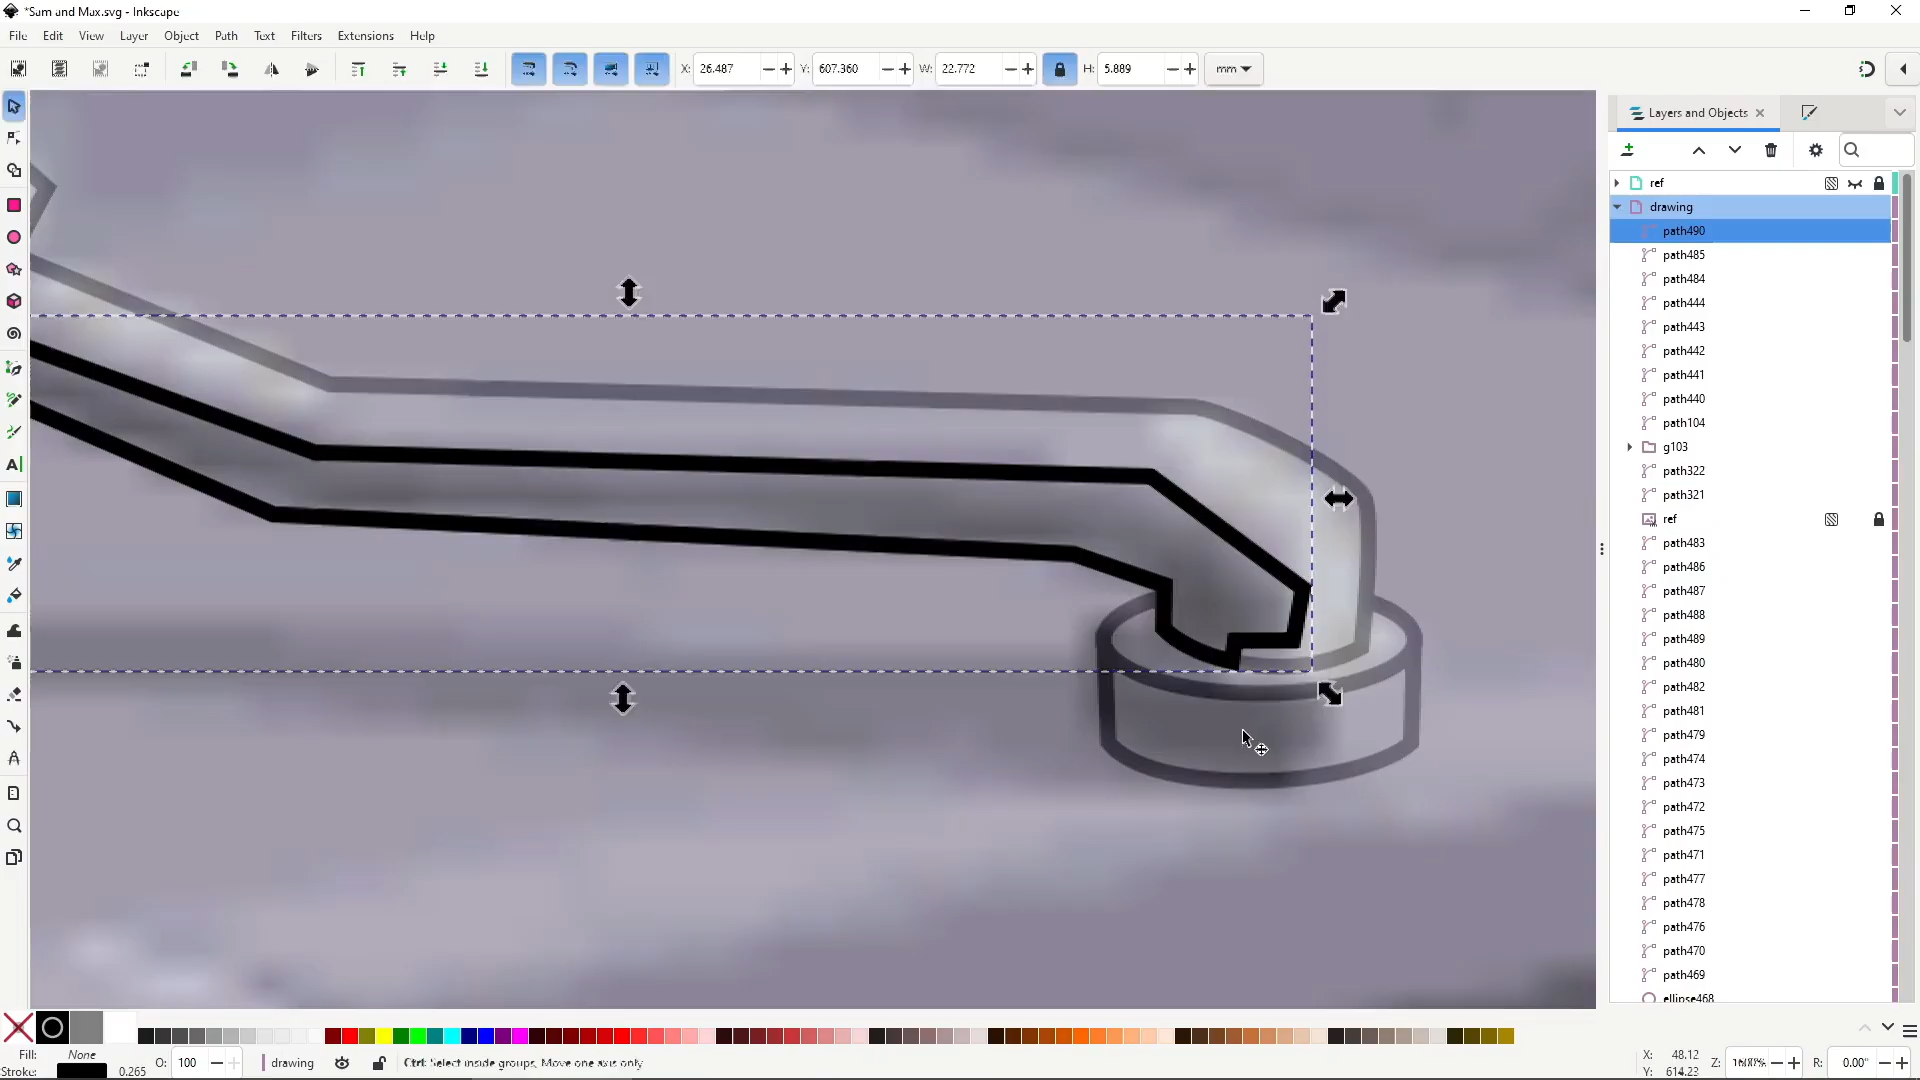 *Sam and Max.svg - Inkscape
File Edit View Layer Object Path Text Filters Extensions Help
X: 26.487 Y: 607.360 W: 22.772 H: 5.889 mm
Layers and Objects
ref
drawing
path490
path485
path484
path444
path443
path442
path441
path440
path104
g103
path322
path321
ref
path483
path486
path487
path488
path489
path480
path482
path481
path479
path474
path473
path472
path475
path471
path477
path478
path476
path470
path469
ellipse468
Fill: None O: 100 drawing Ctrl: Select inside groups, Move one axis only X: 48.12 Z: R: 0.00°
Stroke: 0.265 Y: 614.23